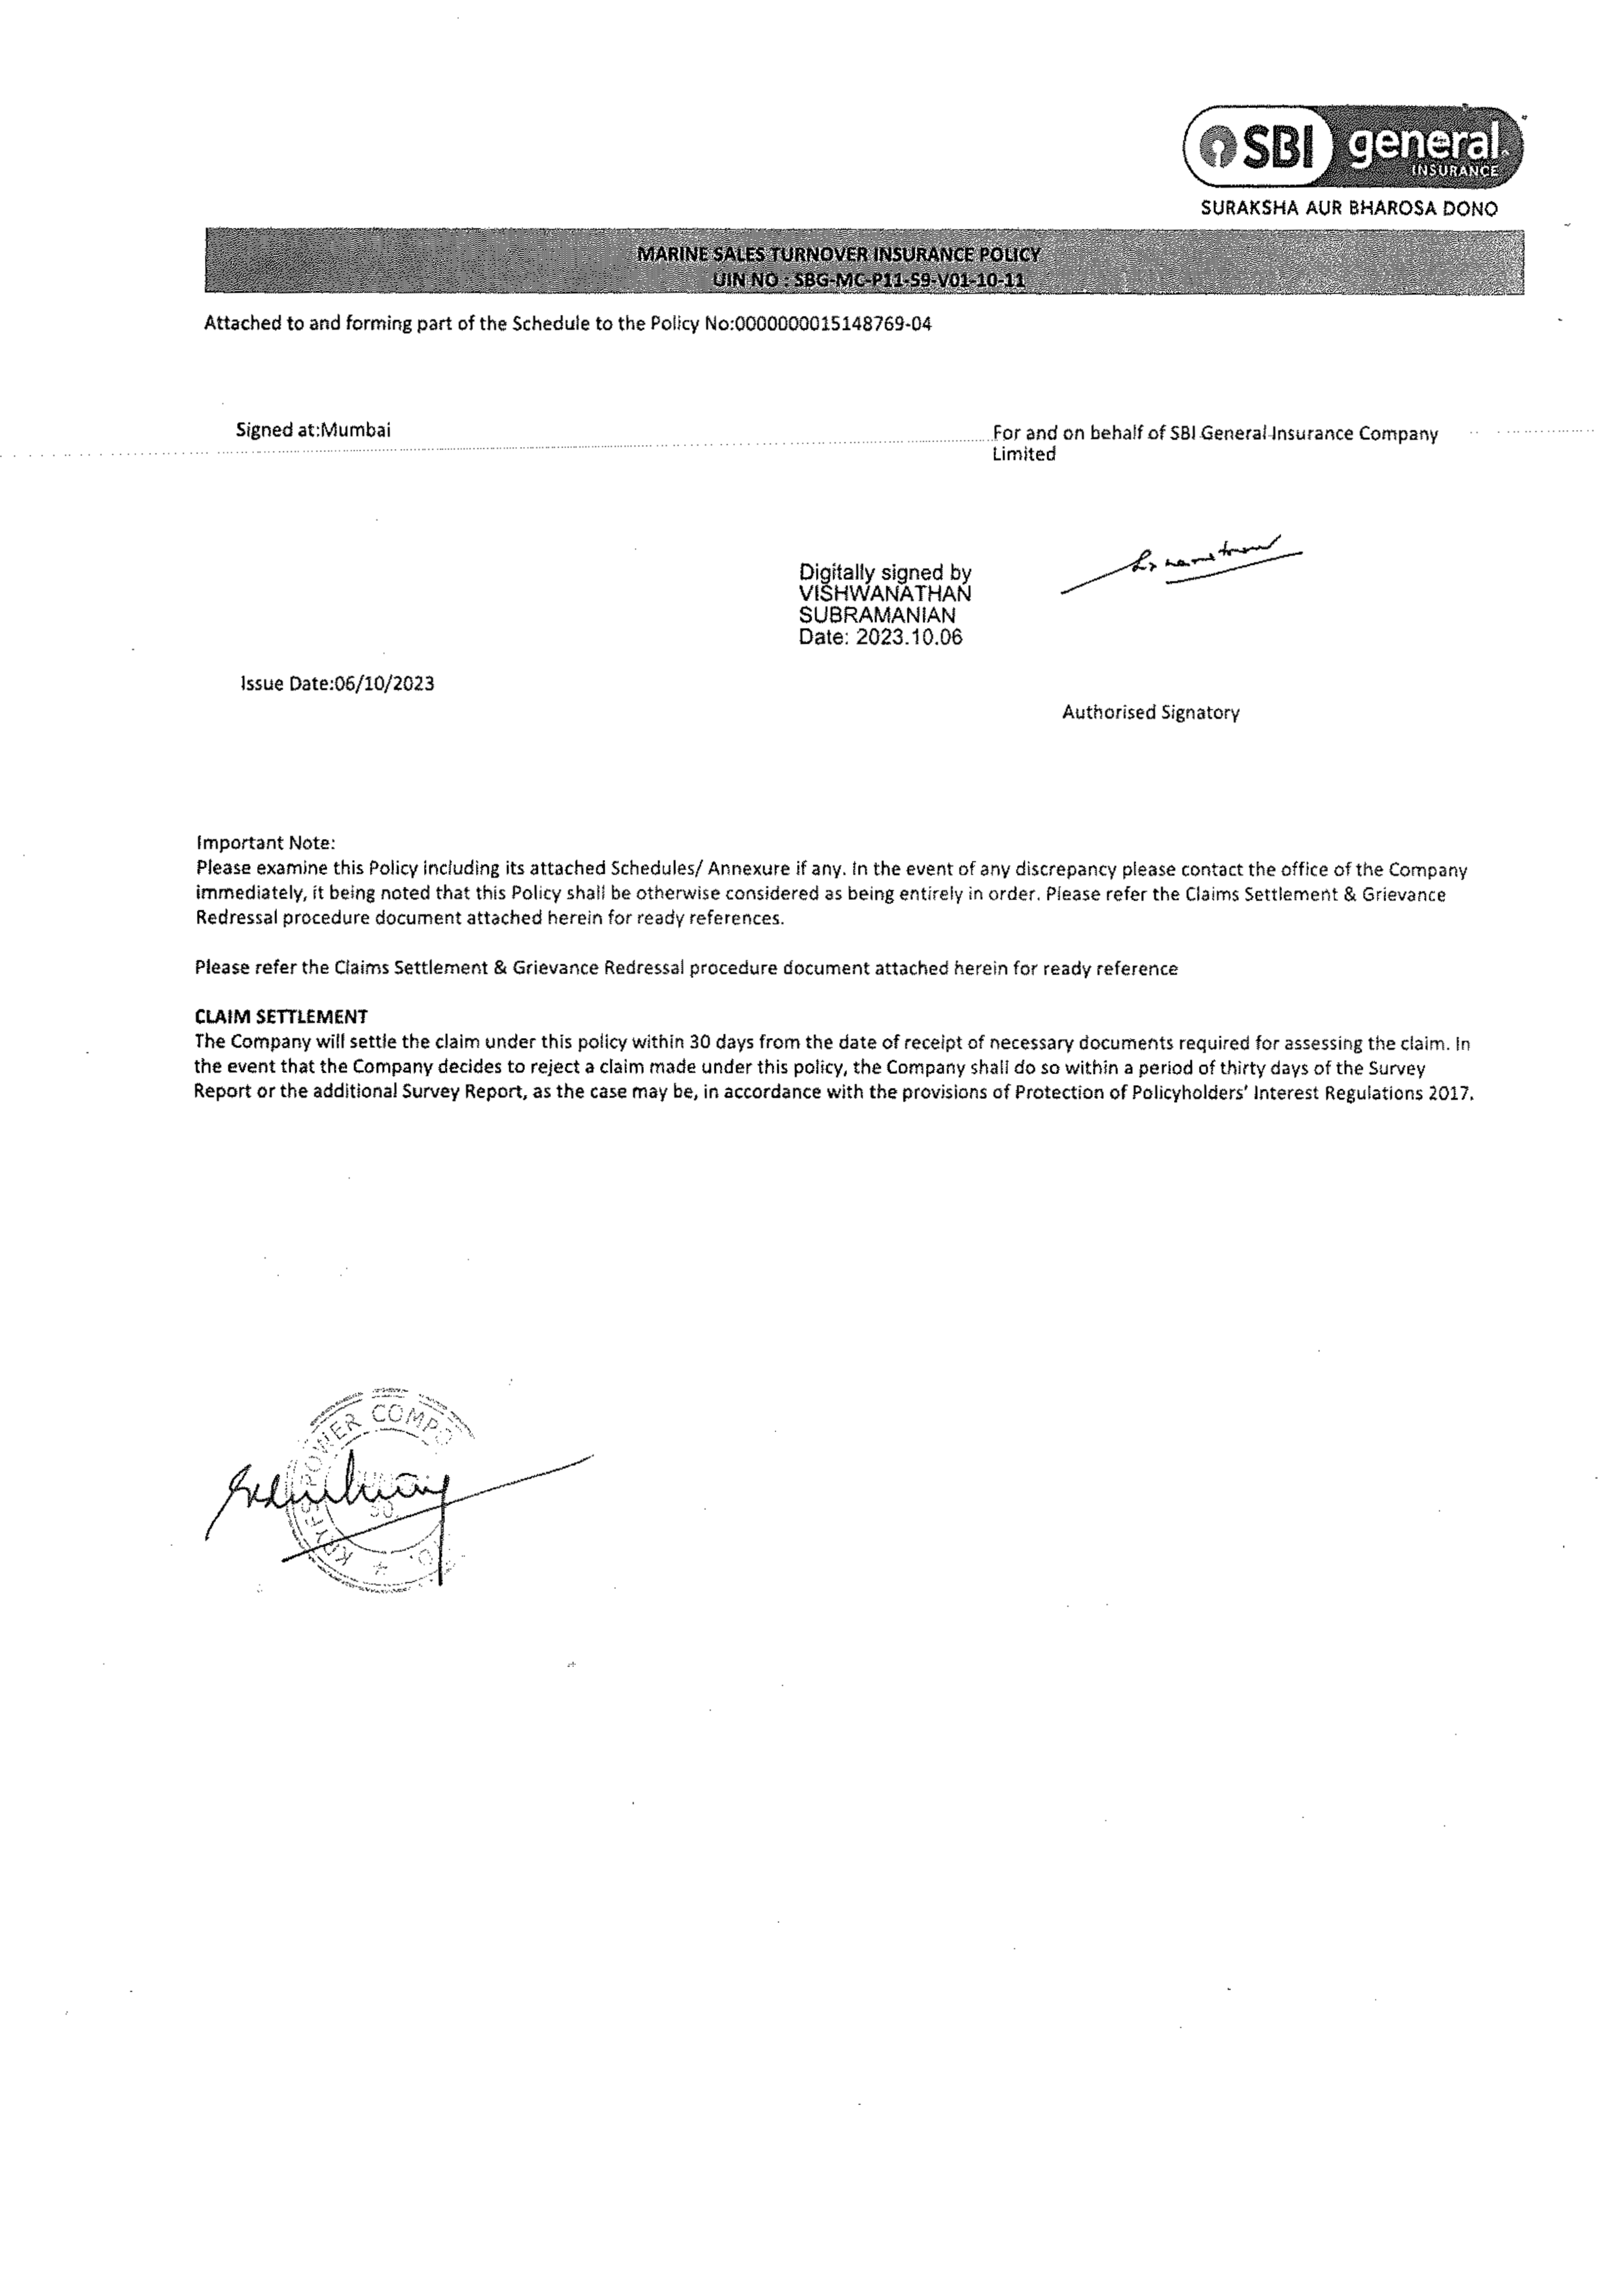 SBI general
INSURANCE
SURAKSHA AUR BHAROSA DONO
MARINE SALES TURNOVER INSURANCE POLICY
UIN NO : SBG-MC-P11-59-V01-10-11
Attached to and forming part of the Schedule to the Policy No:0000000015148769-04
Signed at:Mumbai
For and on behalf of SBI General Insurance Company
Limited
Digitally signed by
VISHWANATHAN
SUBRAMANIAN
Date: 2023.10.06
Issue Date:06/10/2023
Authorised Signatory
Important Note:
Please examine this Policy including its attached Schedules/ Annexure if any. In the event of any discrepancy please contact the office of the Company
immediately, it being noted that this Policy shall be otherwise considered as being entirely in order. Please refer the Claims Settlement & Grievance
Redressal procedure document attached herein for ready references.
Please refer the Claims Settlement & Grievance Redressal procedure document attached herein for ready reference
CLAIM SETTLEMENT
The Company will settle the claim under this policy within 30 days from the date of receipt of necessary documents required for assessing the claim. In
the event that the Company decides to reject a claim made under this policy, the Company shall do so within a period of thirty days of the Survey
Report or the additional Survey Report, as the case may be, in accordance with the provisions of Protection of Policyholders' Interest Regulations 2017.